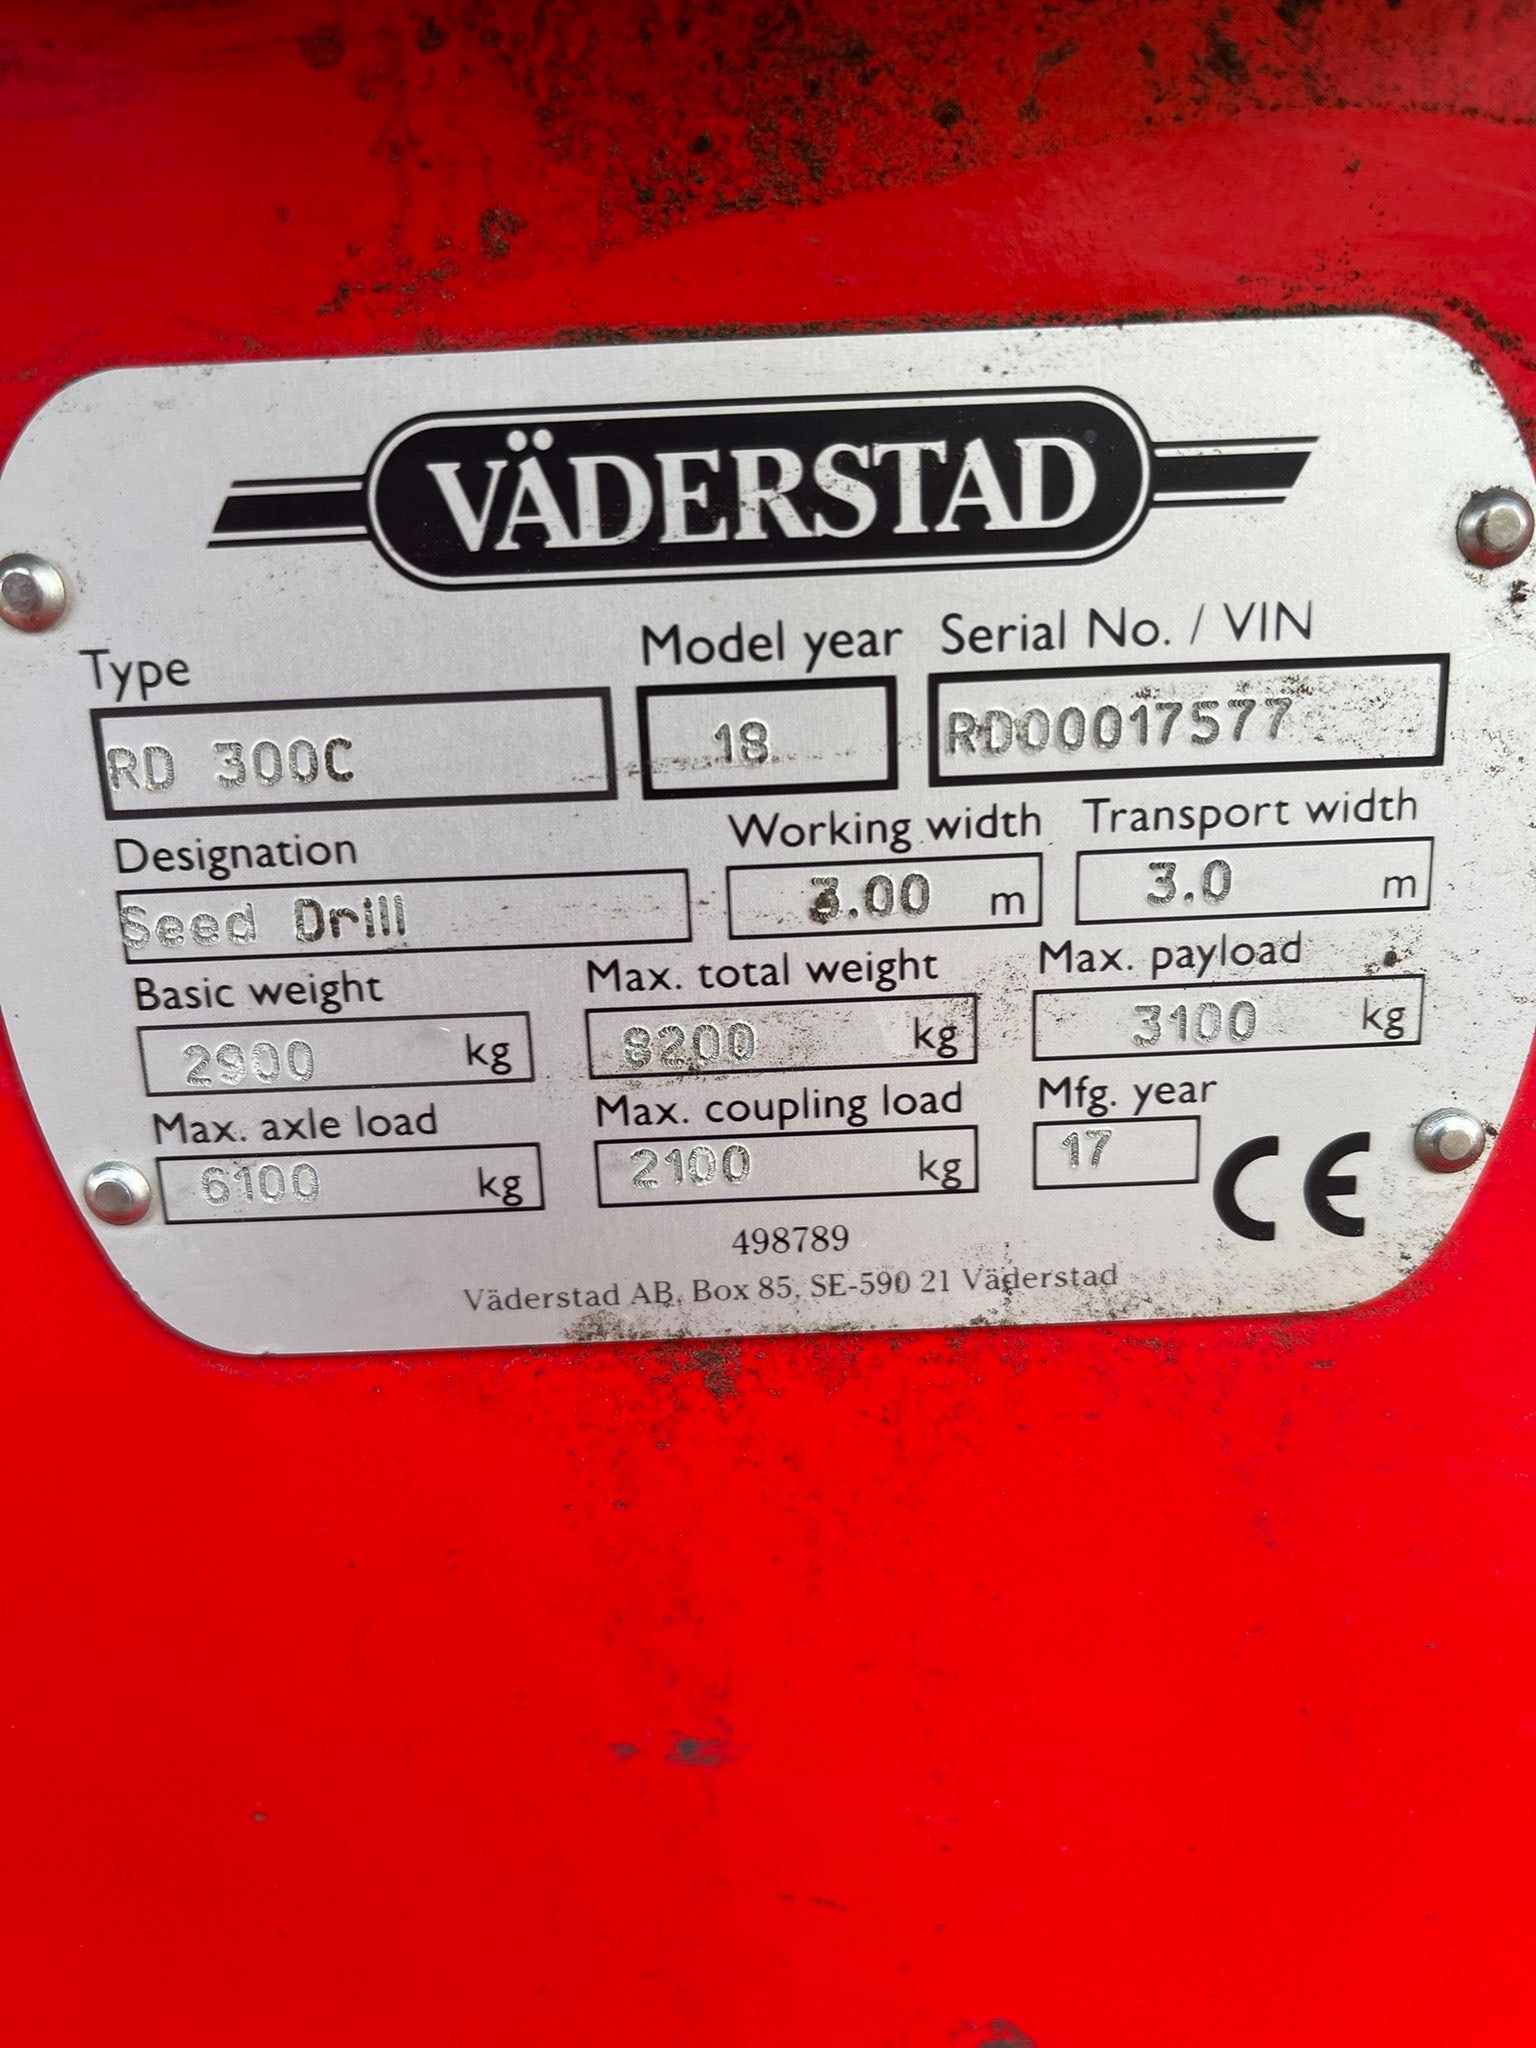 VÄDERSTAD
Type Model year Serial No. / VIN
RD 300C 18 RD00017577
Designation Working width Transport width
Seed Drill 3.00 m 3.0 m
Basic weight Max. total weight Max. payload
2900 kg 8200 kg 3100 kg
Max. axle load Max. coupling load Mfg. year
6100 kg 2100 kg 17
CE
498789
Väderstad AB, Box 85, SE-590 21 Väderstad